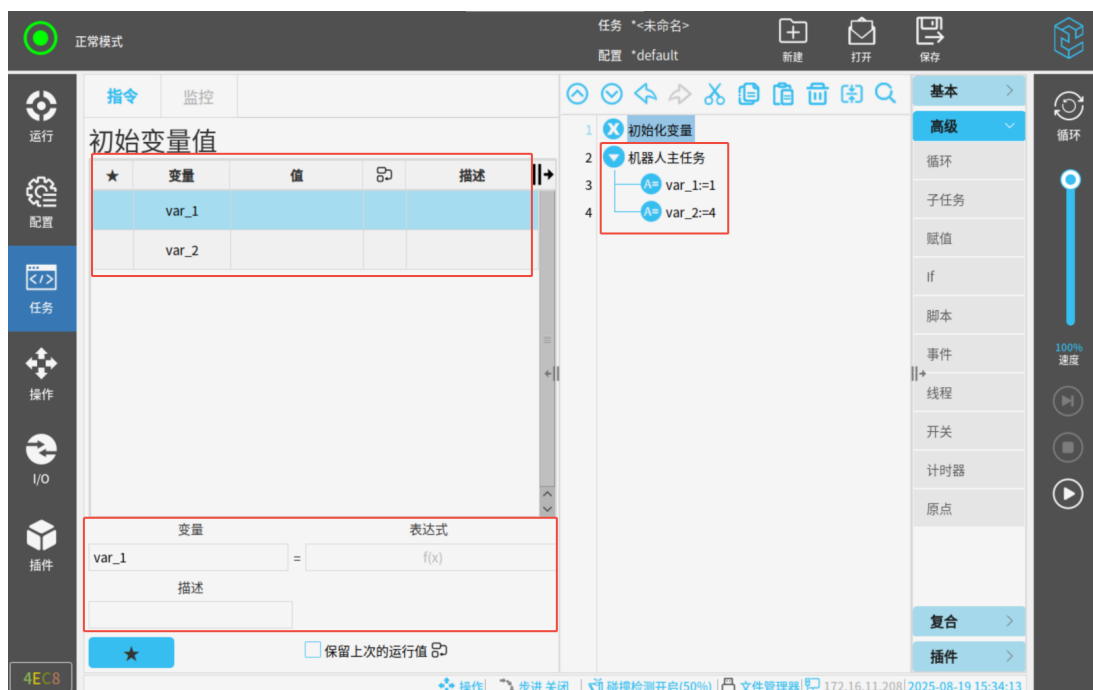 正常模式
任务 *<未命名>
配置 *default
新建
打开
保存
运行
配置
任务
操作
I/O
插件
4EC8
指令
监控
初始变量值
★ 变量 值 描述
var_1
var_2
变量 表达式
var_1 = f(x)
描述
★
保留上次的运行值
1 初始化变量
2 机器人主任务
3 A= var_1:=1
4 A= var_2:=4
基本
高级
循环
子任务
赋值
If
脚本
事件
线程
开关
计时器
原点
复合
插件
循环
100%
速度
操作 步进 关闭 碰撞检测开启(50%) 文件管理器 172.16.11.208 2025-08-19 15:34:13